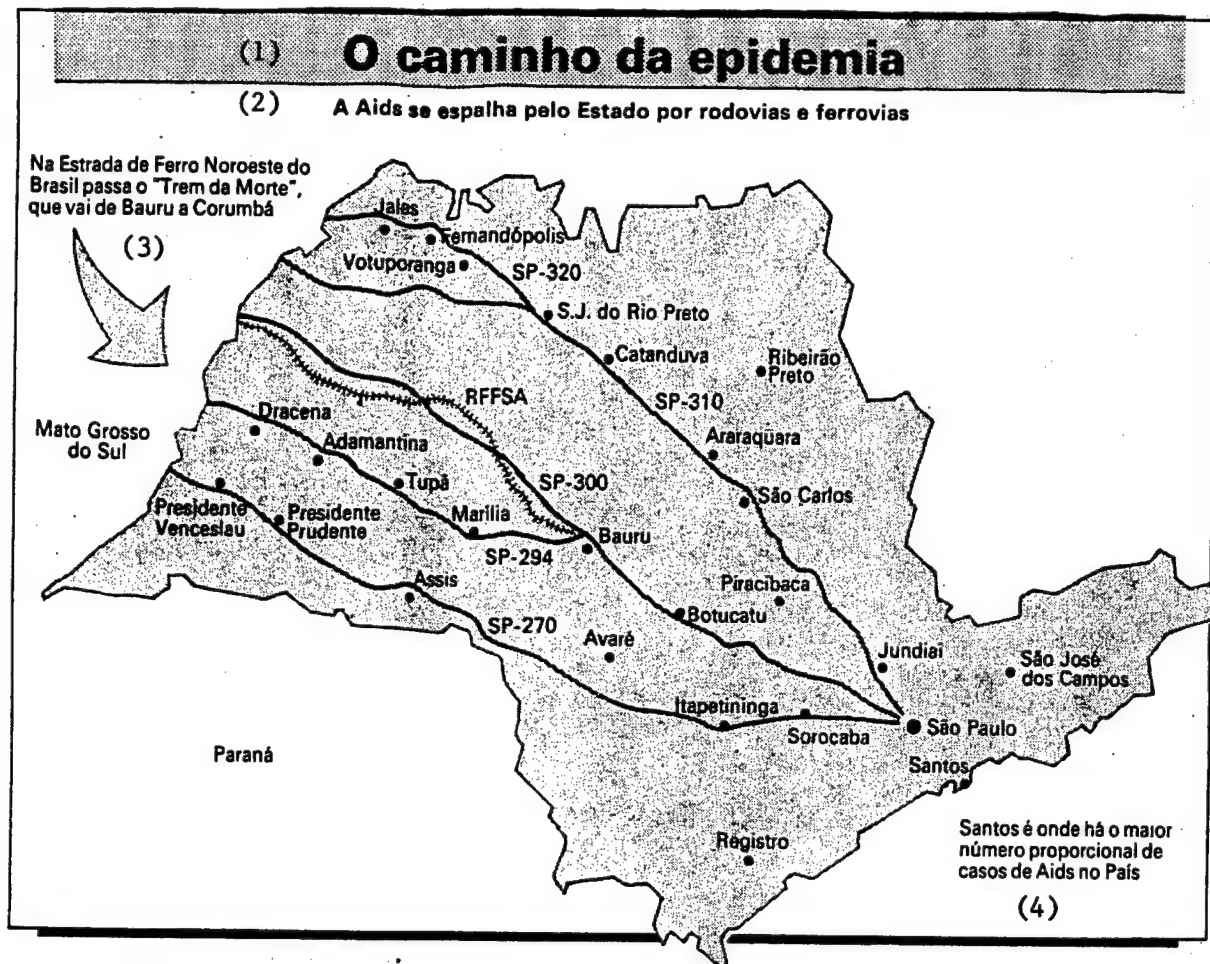 (1) O caminho da epidemia
(2) A Aids se espalha pelo Estado por rodovias e ferrovias
Na Estrada de Ferro Noroeste do
Brasil passa o "Trem da Morte",
que vai de Bauru a Corumbá
(3)
Jales
Fernandópolis
Votuporanga
SP-320
S.J. do Rio Preto
Catanduva
Ribeirão
Preto
RFFSA
SP-310
Dracena
Mato Grosso
do Sul
Adamantina
Araraquara
Tupã
SP-300
São Carlos
Presidente
Venceslau
Presidente
Prudente
Marília
Bauru
SP-294
Assis
Piracibaca
Botucatu
SP-270
Avaré
Jundiaí
São José
dos Campos
Itapetininga
Sorocaba
São Paulo
Paraná
Santos
Registro
Santos é onde há o maior
número proporcional de
casos de Aids no País
(4)